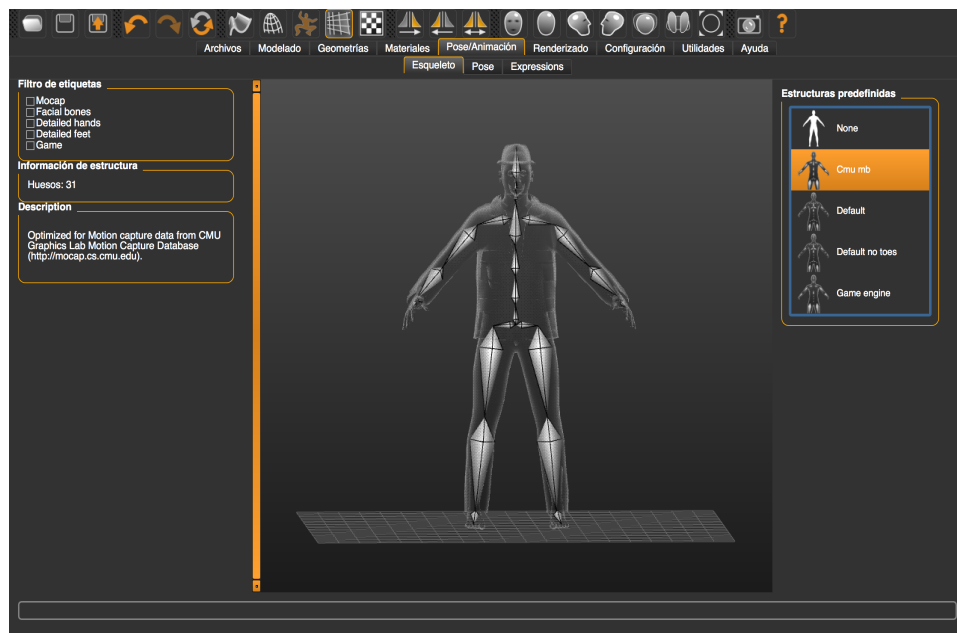 ?
Archivos Modelado Geometrías Materiales Pose/Animación Renderizado Configuración Utilidades Ayuda
Esqueleto Pose Expressions
Filtro de etiquetas
Mocap
Facial bones
Detailed hands
Detailed feet
Game
Información de estructura
Huesos: 31
Description
Optimized for Motion capture data from CMU
Graphics Lab Motion Capture Database
(http://mocap.cs.cmu.edu).
Estructuras predefinidas
None
Cmu mb
Default
Default no toes
Game engine